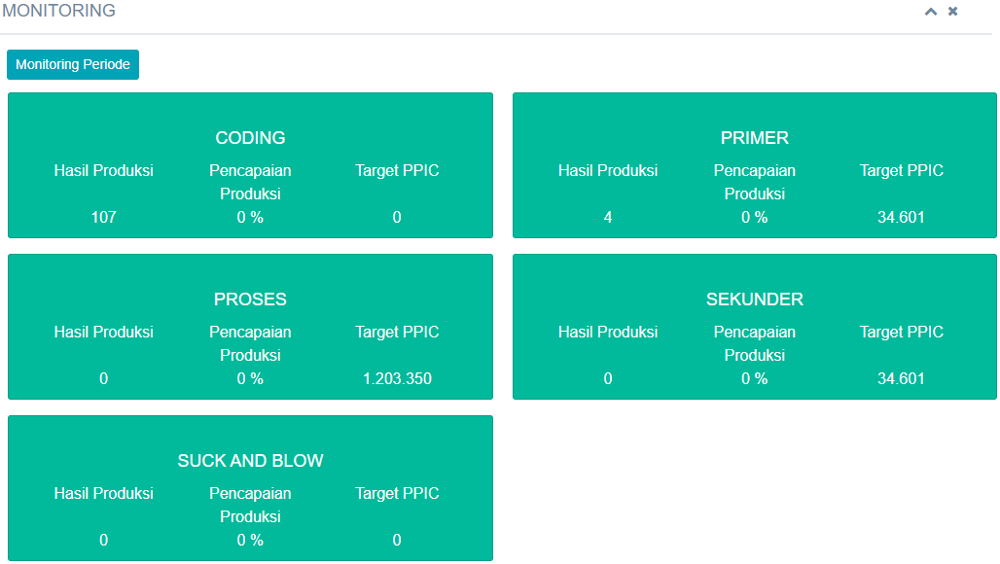 MONITORING
Monitoring Periode
CODING
Hasil Produksi Pencapaian Produksi Target PPIC
107 0 % 0
PRIMER
Hasil Produksi Pencapaian Produksi Target PPIC
4 0 % 34.601
PROSES
Hasil Produksi Pencapaian Produksi Target PPIC
0 0 % 1.203.350
SEKUNDER
Hasil Produksi Pencapaian Produksi Target PPIC
0 0 % 34.601
SUCK AND BLOW
Hasil Produksi Pencapaian Produksi Target PPIC
0 0 % 0